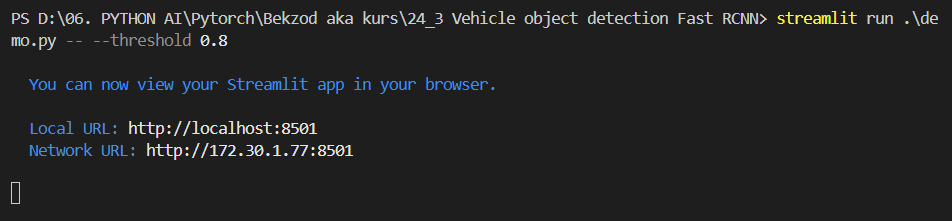 PS D:\06. PYTHON AI\Pytorch\Bekzod aka kurs\24_3 Vehicle object detection Fast RCNN> streamlit run .\de
mo.py -- --threshold 0.8
You can now view your Streamlit app in your browser.
Local URL: http://localhost:8501
Network URL: http://172.30.1.77:8501